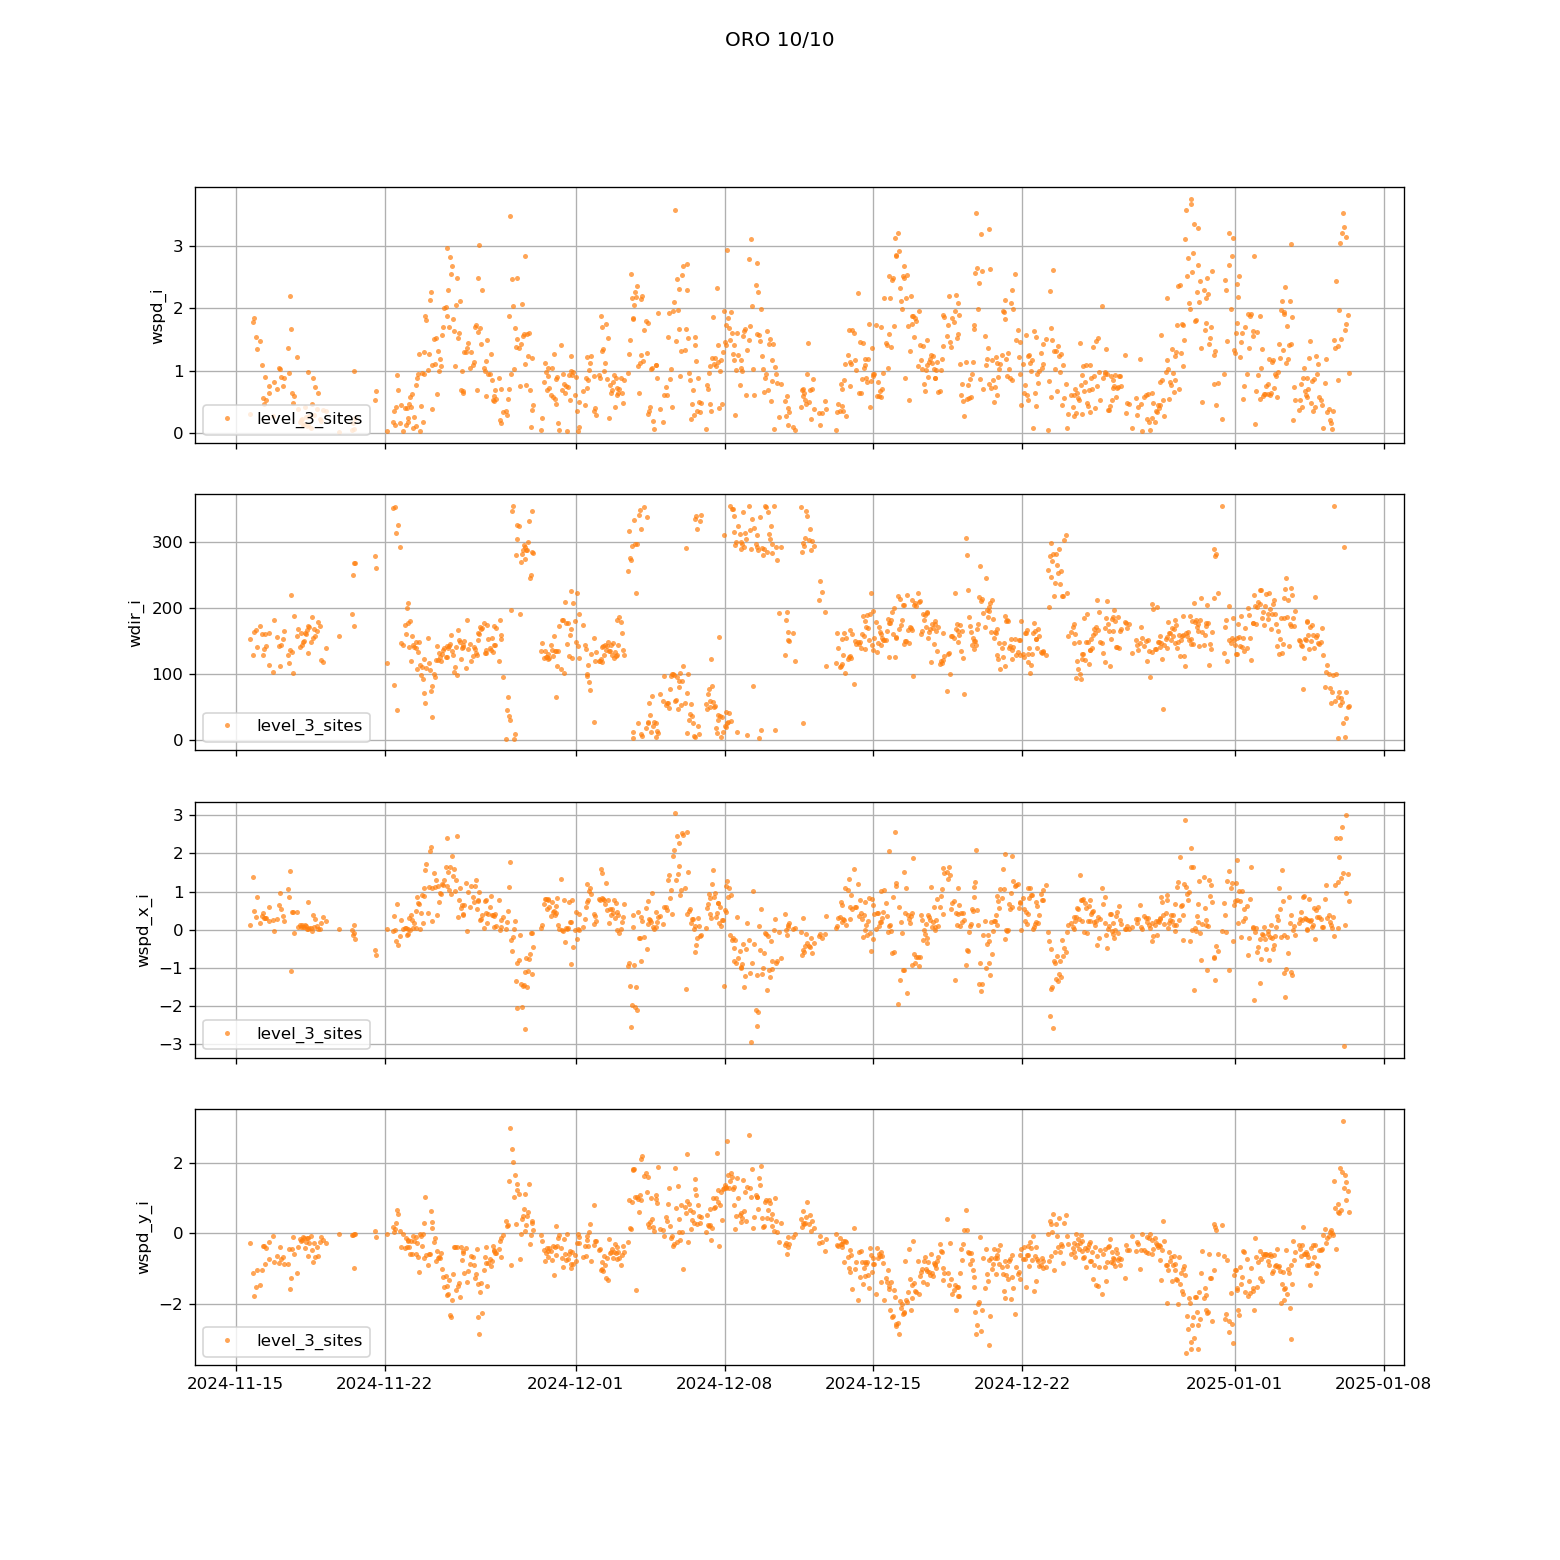 ORO 10/10
wspd_i
3
2
1
0
level_3_sites
wdir_i
300
200
100
0
level_3_sites
wspd_x_i
3
2
1
0
−1
−2
−3
level_3_sites
wspd_y_i
2
0
−2
level_3_sites
2024-11-15 2024-11-22 2024-12-01 2024-12-08 2024-12-15 2024-12-22 2025-01-01 2025-01-08